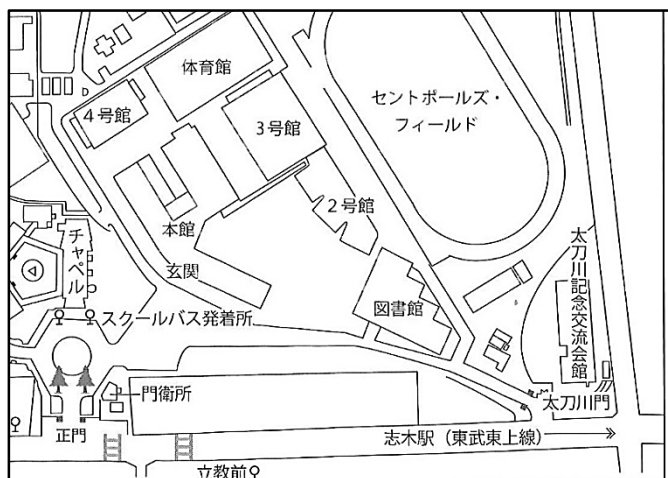 体育館
4号館
3号館
セントポールズ・
フィールド
2号館
本館
チャペル
玄関
図書館
太刀川記念交流会館
スクールバス発着所
門衛所
太刀川門
正門
志木駅（東武東上線）
立教前